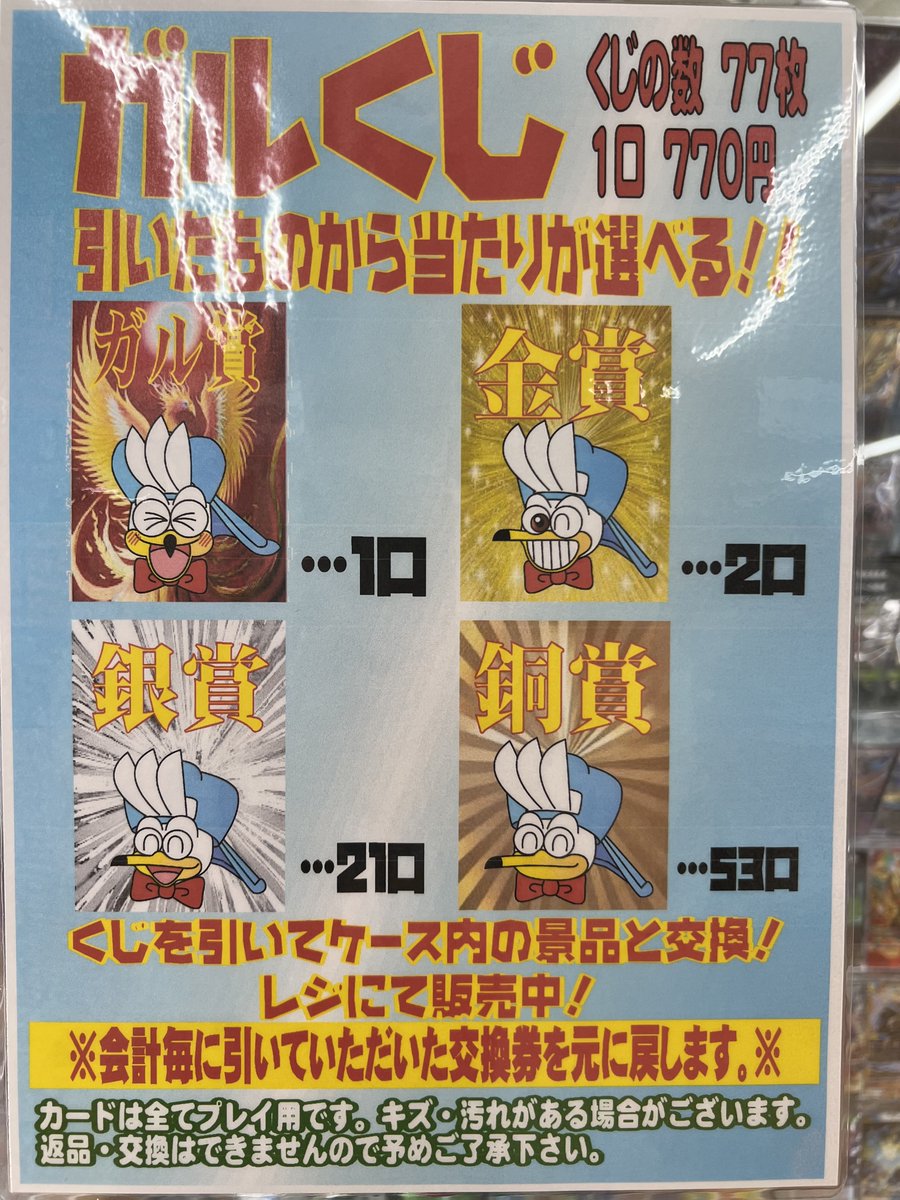 ガルくじ
くじの数 77枚
1口 770円
引いたものから当たりが選べる!!
ガル賞
…1口
金賞
…2口
銀賞
…21口
銅賞
…53口
くじを引いてケース内の景品と交換!
レジにて販売中!
※会計毎に引いていただいた交換券を元に戻します。※
カードは全てプレイ用です。キズ・汚れがある場合がございます。
返品・交換はできませんので予めご了承下さい。